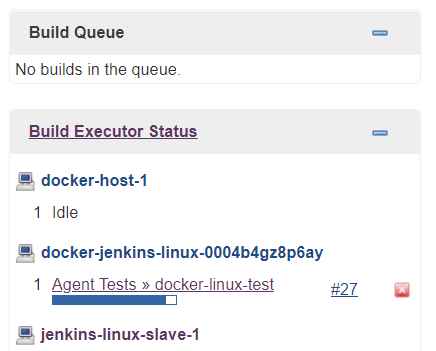 Build Queue
No builds in the queue.
Build Executor Status
docker-host-1
1 Idle
docker-jenkins-linux-0004b4gz8p6ay
1 Agent Tests » docker-linux-test #27
jenkins-linux-slave-1